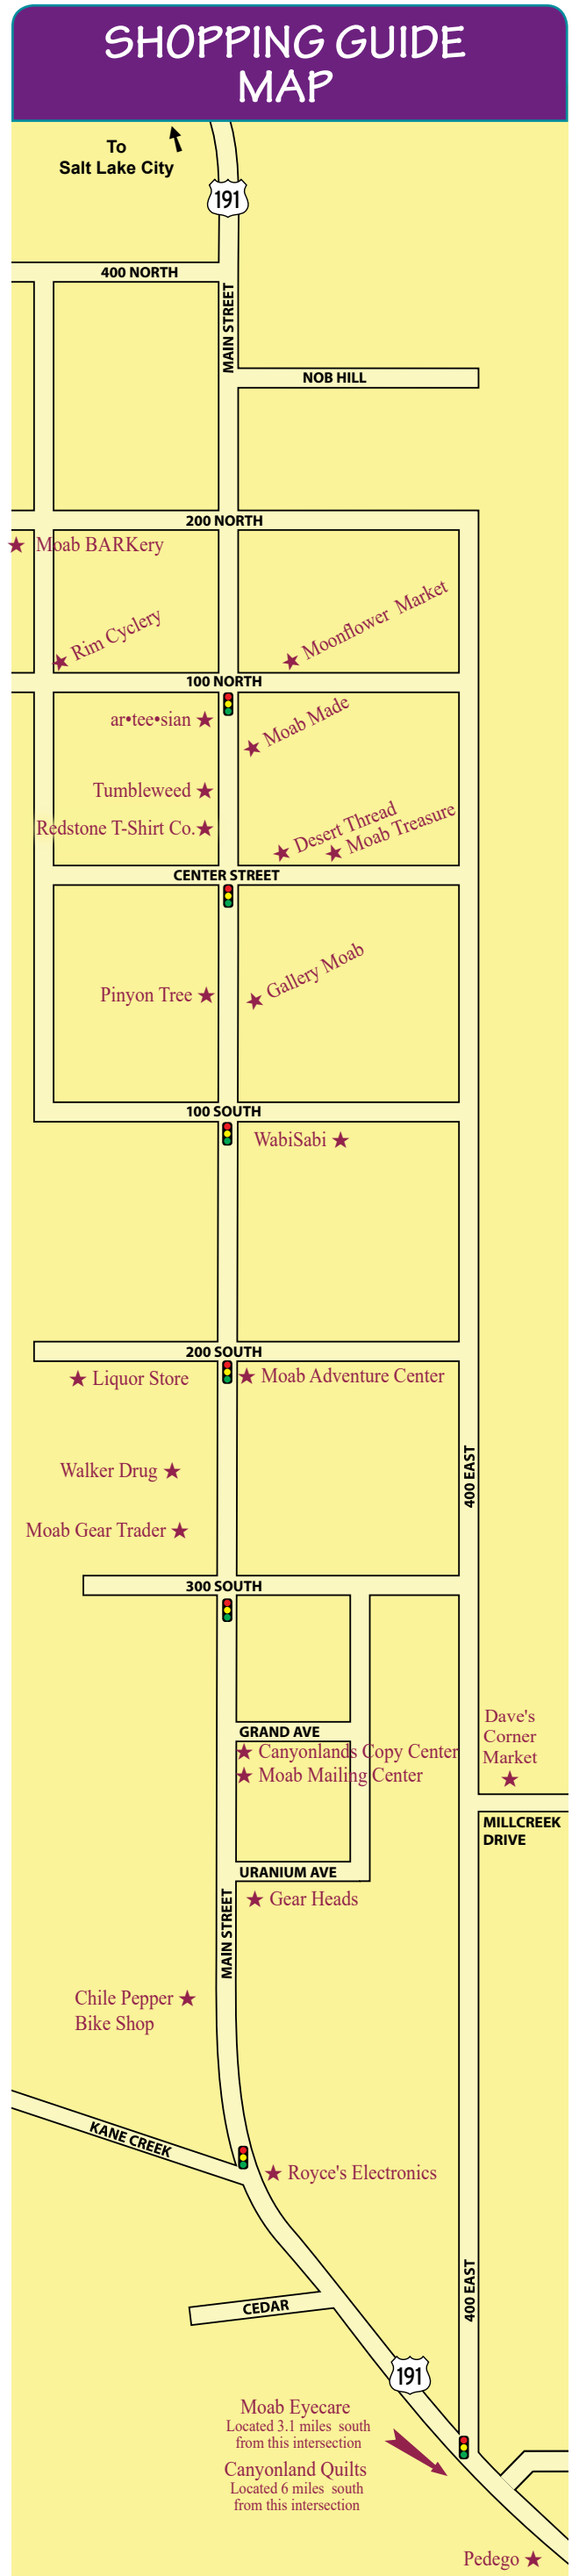 SHOPPING GUIDE
MAP
To
Salt Lake City
191
400 NORTH
MAIN STREET
NOB HILL
200 NORTH
Moab BARKery
Rim Cyclery
Moonflower Market
100 NORTH
ar•tee•sian
Moab Made
Tumbleweed
Redstone T-Shirt Co.
Desert Thread
Moab Treasure
CENTER STREET
Pinyon Tree
Gallery Moab
100 SOUTH
WabiSabi
200 SOUTH
Liquor Store
Moab Adventure Center
Walker Drug
400 EAST
Moab Gear Trader
300 SOUTH
Dave's
Corner
Market
GRAND AVE
Canyonlands Copy Center
Moab Mailing Center
MILLCREEK
DRIVE
URANIUM AVE
Gear Heads
MAIN STREET
Chile Pepper
Bike Shop
KANE CREEK
Royce's Electronics
400 EAST
CEDAR
191
Moab Eyecare
Located 3.1 miles south
from this intersection
Canyonland Quilts
Located 6 miles south
from this intersection
Pedego